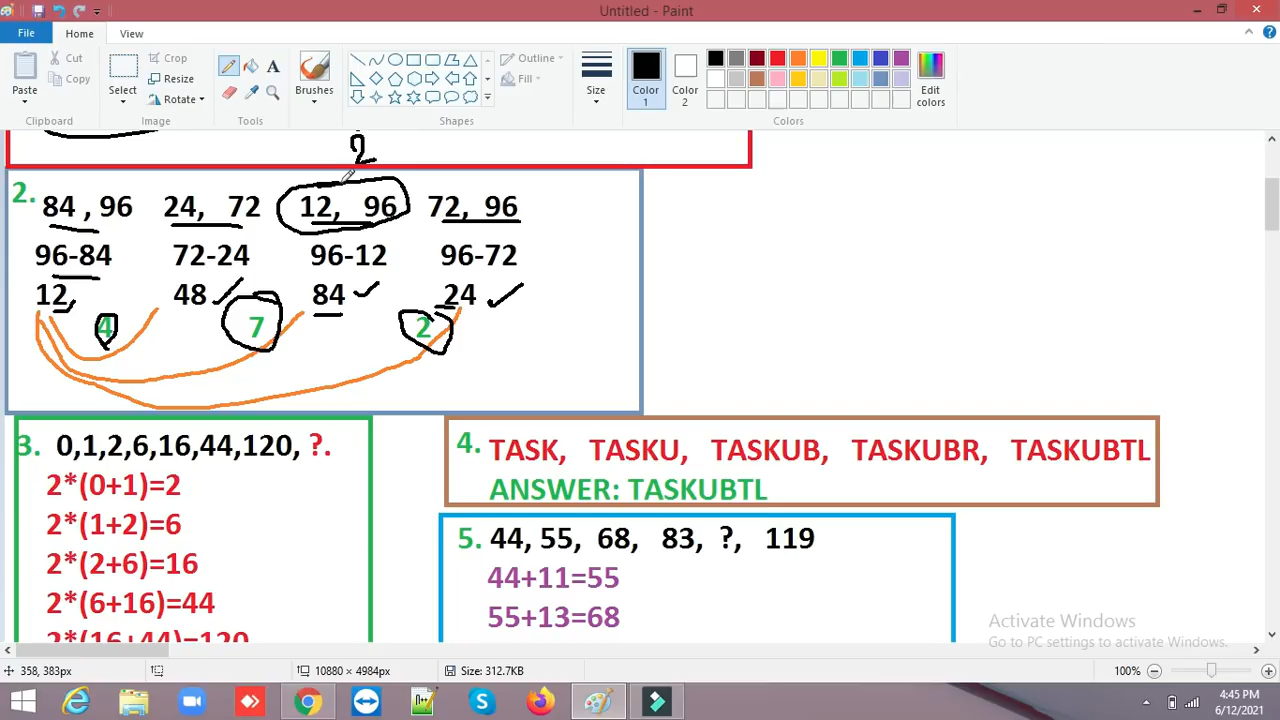 Untitled - Paint
File Home View
Paste
Cut
Copy
Clipboard
Select
Crop
Resize
Rotate
Image
Tools
Brushes
Shapes
Outline
Fill
Size
Color 1
Color 2
Edit colors
Colors
2
2.
84 , 96 24, 72 12, 96 72, 96
96-84 72-24 96-12 96-72
12 48 84 24
4 7 2
3. 0,1,2,6,16,44,120, ?.
2*(0+1)=2
2*(1+2)=6
2*(2+6)=16
2*(6+16)=44
2*(16+44)=120
4. TASK, TASKU, TASKUB, TASKUBR, TASKUBTL
ANSWER: TASKUBTL
5. 44, 55, 68, 83, ?, 119
44+11=55
55+13=68
Activate Windows
Go to PC settings to activate Windows.
358, 383px 10880 × 4984px Size: 312.7KB 100%
4:45 PM
6/12/2021